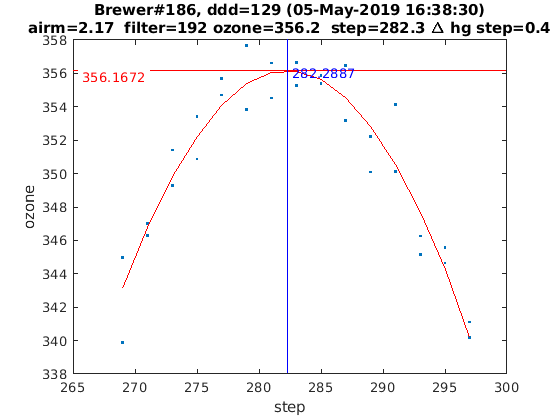 Brewer#186, ddd=129 (05-May-2019 16:38:30)
airm=2.17 filter=192 ozone=356.2 step=282.3 Δ hg step=0.4
358
356
354
352
350
348
346
344
342
340
338
356.1672
282.2887
ozone
265 270 275 280 285 290 295 300
step